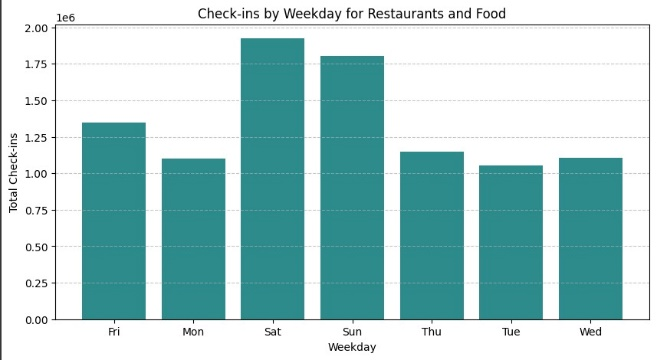 Check-ins by Weekday for Restaurants and Food
1e6
2.00
1.75
1.50
1.25
1.00
0.75
0.50
0.25
0.00
Total Check-ins
Fri Mon Sat Sun Thu Tue Wed
Weekday